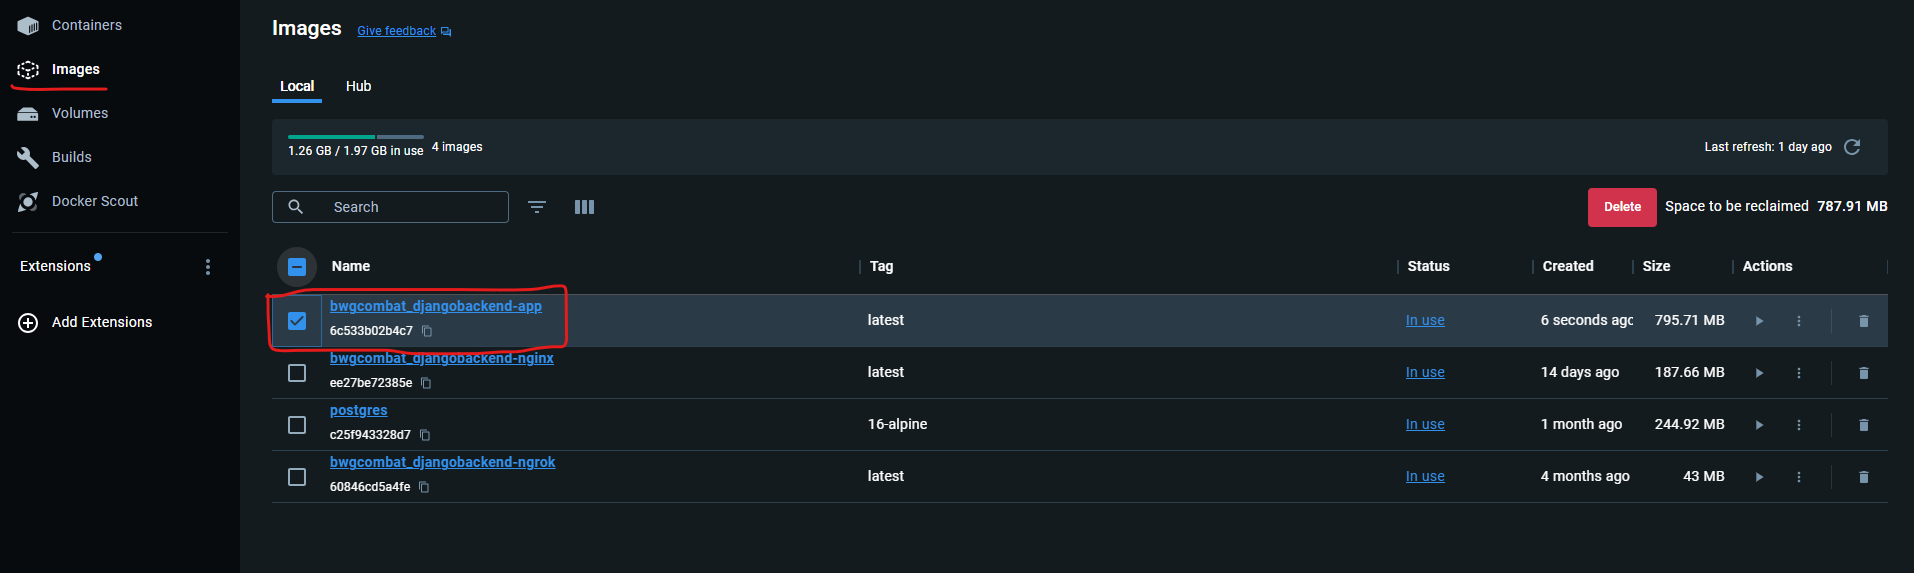 Containers
Images
Volumes
Builds
Docker Scout
Extensions
Add Extensions
Images Give feedback
Local Hub
1.26 GB / 1.97 GB in use 4 images Last refresh: 1 day ago
Search Delete Space to be reclaimed 787.91 MB
Name Tag Status Created Size Actions
bwgcombat_djangobackend-app
6c533b02b4c7 latest In use 6 seconds agc 795.71 MB
bwgcombat_djangobackend-nginx
ee27be72385e latest In use 14 days ago 187.66 MB
postgres
c25f943328d7 16-alpine In use 1 month ago 244.92 MB
bwgcombat_djangobackend-ngrok
60846cd5a4fe latest In use 4 months ago 43 MB